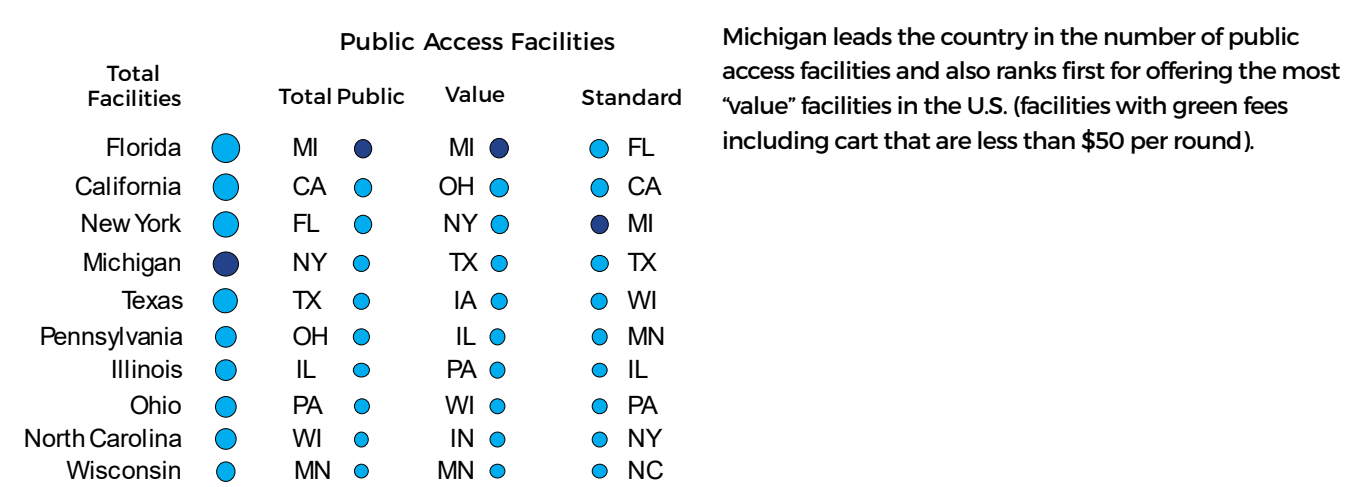 Public Access Facilities
Total
Facilities
Total Public Value Standard
Florida MI MI FL
California CA OH CA
New York FL NY MI
Michigan NY TX TX
Texas TX IA WI
Pennsylvania OH IL MN
Illinois IL PA IL
Ohio PA WI PA
North Carolina WI IN NY
Wisconsin MN MN NC
Michigan leads the country in the number of public
access facilities and also ranks first for offering the most
“value” facilities in the U.S. (facilities with green fees
including cart that are less than $50 per round).